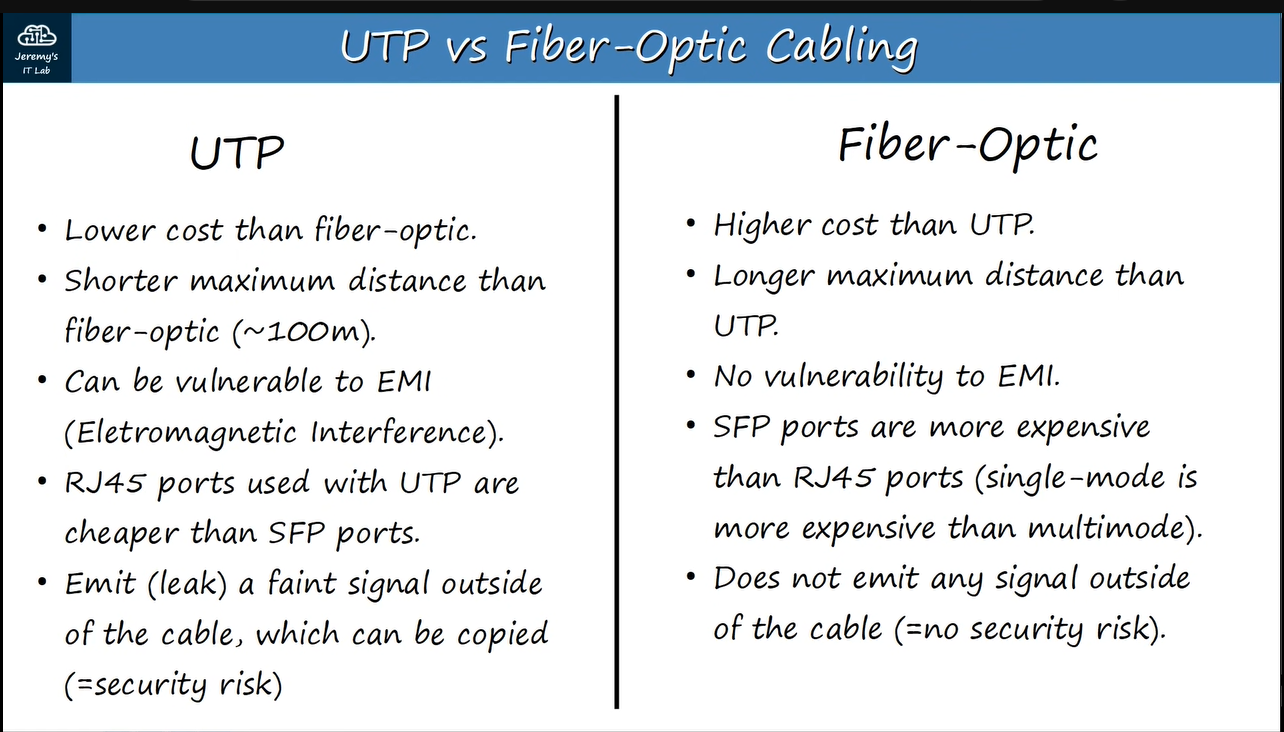 Jeremy's
IT Lab
UTP vs Fiber-Optic Cabling
UTP
• Lower cost than fiber-optic.
• Shorter maximum distance than
fiber-optic (~100m).
• Can be vulnerable to EMI
(Eletromagnetic Interference).
• RJ45 ports used with UTP are
cheaper than SFP ports.
• Emit (leak) a faint signal outside
of the cable, which can be copied
(=security risk)
Fiber-Optic
• Higher cost than UTP.
• Longer maximum distance than
UTP.
• No vulnerability to EMI.
• SFP ports are more expensive
than RJ45 ports (single-mode is
more expensive than multimode).
• Does not emit any signal outside
of the cable (=no security risk).